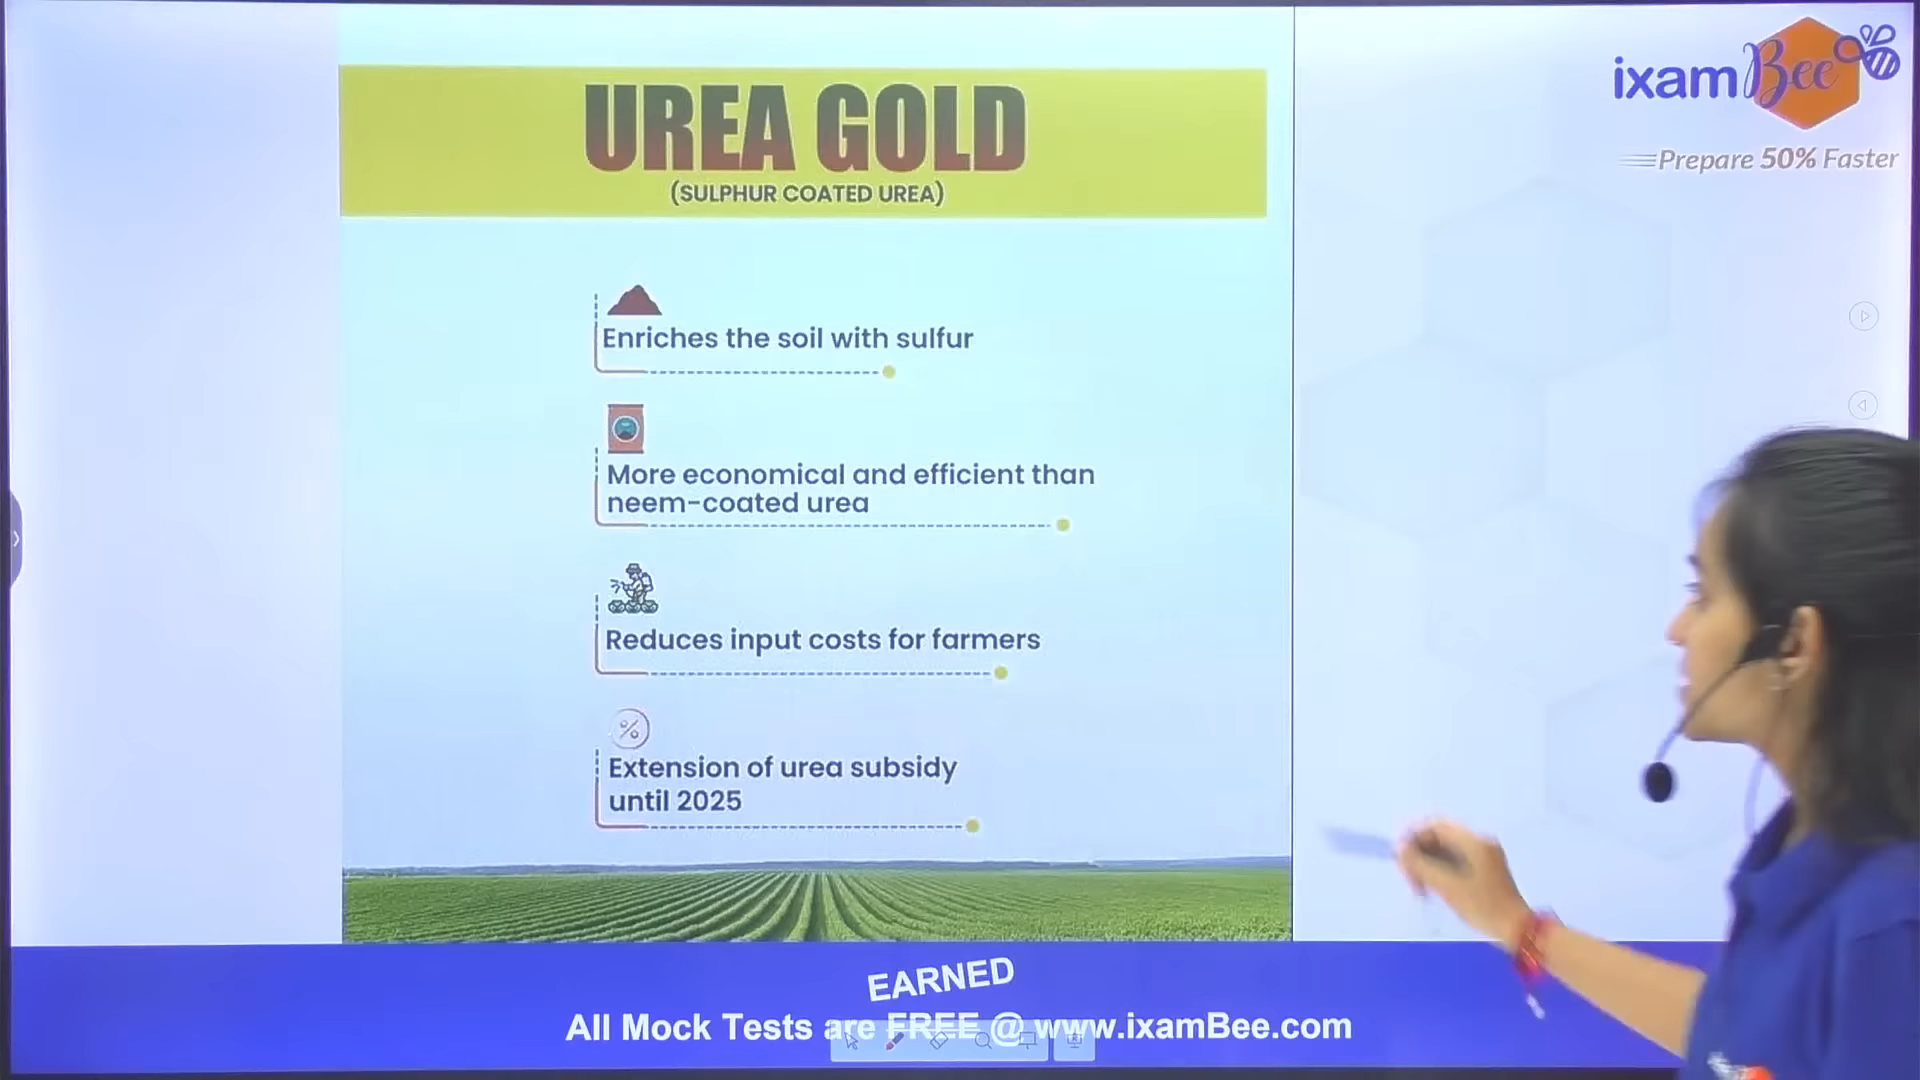 UREA GOLD
(SULPHUR COATED UREA)
ixamBee
Prepare 50% Faster
Enriches the soil with sulfur
More economical and efficient than
neem-coated urea
Reduces input costs for farmers
%
Extension of urea subsidy
until 2025
EARNED
All Mock Tests are FREE @ www.ixamBee.com